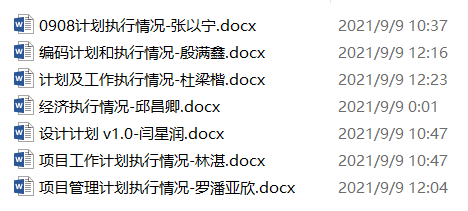 0908计划执行情况-张以宁.docx 2021/9/9 10:37
编码计划和执行情况-殷满鑫.docx 2021/9/9 12:16
计划及工作执行情况-杜梁楷.docx 2021/9/9 12:23
经济执行情况-邱昌卿.docx 2021/9/9 0:01
设计计划 v1.0-闫星润.docx 2021/9/9 10:47
项目工作计划执行情况-林湛.docx 2021/9/9 10:47
项目管理计划执行情况-罗潘亚欣.docx 2021/9/9 12:04